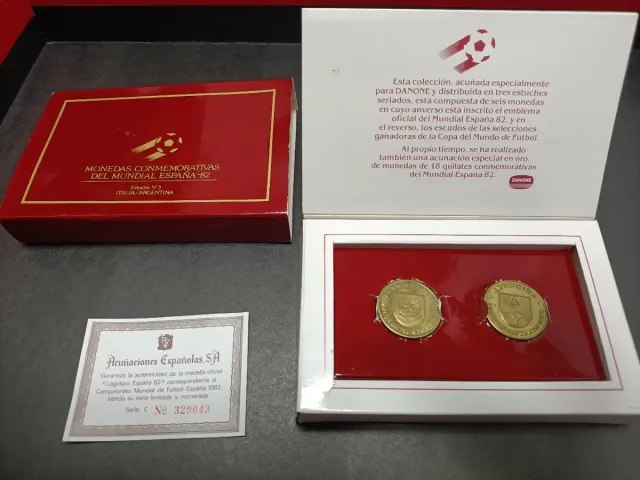 MONEDAS CONMEMORATIVAS
DEL MUNDIAL ESPAÑA-82
Estuche Nº3
ITALIA/ARGENTINA
Esta colección, acuñada especialmente
para DANONE y distribuida en tres estuches
seriados, está compuesta de seis monedas
en cuyo anverso está inscrito el emblema
oficial del Mundial España 82, y en
el reverso, los escudos de las selecciones
ganadoras de la Copa del Mundo de Fútbol.
Al propio tiempo, se ha realizado
también una acunación especial en oro,
de monedas de 18 quilates conmemorativas
del Mundial España 82.
DANONE
Acuñaciones Españolas, S.A.
Garantiza la autenticidad de la medalla oficial
"Logotipo España 82" correspondiente al
Campeonato Mundial de Fútbol España 1982,
siendo su serie limitada y numerada
Serie. C Nº 329043